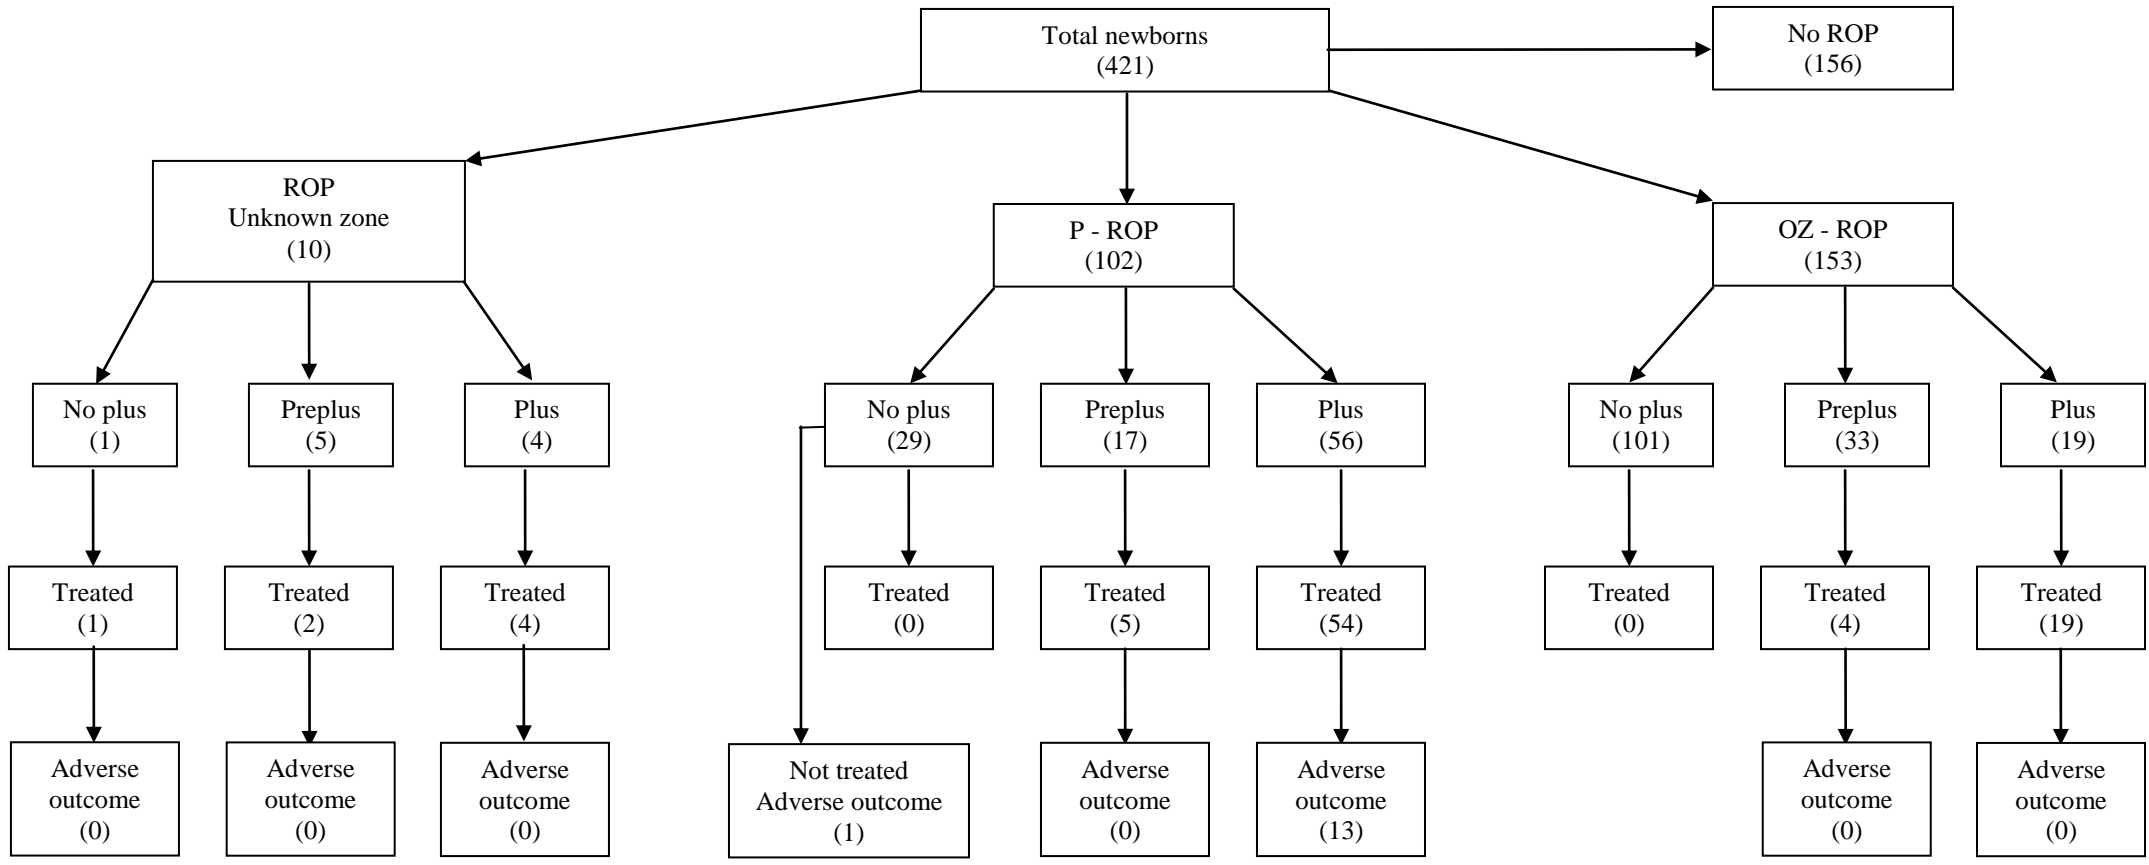 Total newborns
(421)
No ROP
(156)
ROP
Unknown zone
(10)
P - ROP
(102)
OZ - ROP
(153)
No plus
(1)
Preplus
(5)
Plus
(4)
No plus
(29)
Preplus
(17)
Plus
(56)
No plus
(101)
Preplus
(33)
Plus
(19)
Treated
(1)
Treated
(2)
Treated
(4)
Treated
(0)
Treated
(5)
Treated
(54)
Treated
(0)
Treated
(4)
Treated
(19)
Adverse
outcome
(0)
Adverse
outcome
(0)
Adverse
outcome
(0)
Not treated
Adverse outcome
(1)
Adverse
outcome
(0)
Adverse
outcome
(13)
Adverse
outcome
(0)
Adverse
outcome
(0)